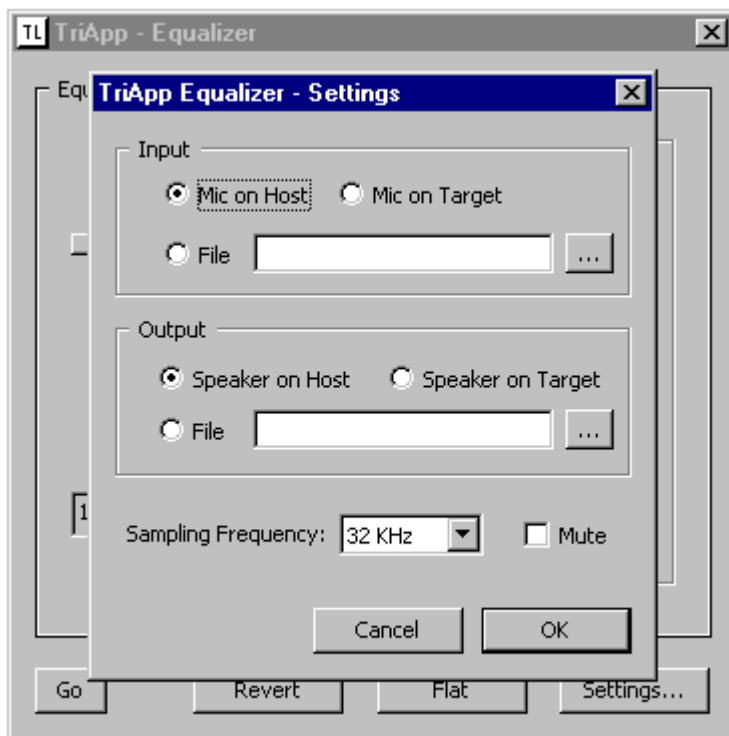 TL TriApp - Equalizer
TriApp Equalizer - Settings
Input
Mic on Host Mic on Target
File ...
Output
Speaker on Host Speaker on Target
File ...
Sampling Frequency: 32 KHz Mute
Cancel OK
Go Revert Flat Settings...